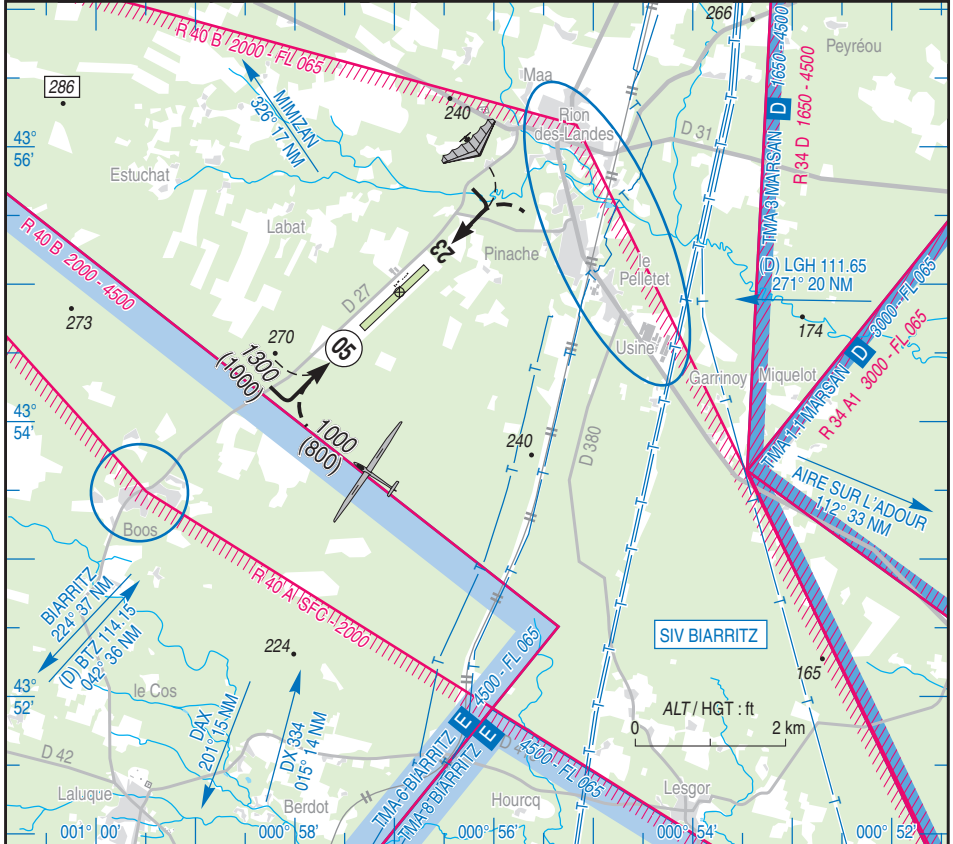 266
Peyréou
R 40 B 2000 - FL 065
286
Maa
MIMIZAN
326° 17 NM
240
Rion
des-Landes
D 31
TMA 3 MARSAN D 1650 - 4500
R 34 D 1650 - 4500
43°
56'
Estuchat
Labat
23
Pinache
le
Pelletet
(D) LGH 111.65
271° 20 NM
R 40 B 2000 - 4500
D 27
273
174
270
05
Usine
1300
(1000)
Garrinoy
Miquelot
TMA 1.1 MARSAN D 3000 - FL 065
R 34 A1 3000 - FL 065
43°
54'
1000
(800)
240
D 380
AIRE SUR L'ADOUR
112° 33 NM
Boos
R 40 A SFC - 2000
BIARRITZ
224° 37 NM
(D) BTZ 114.15
042° 36 NM
224
SIV BIARRITZ
165
4500 - FL 065
43°
52'
le Cos
DAX
201° 15 NM
DX 334
015° 14 NM
ALT / HGT : ft
0 2 km
E
E
TMA 6 BIARRITZ
TMA 8 BIARRITZ
4500 - FL 065
D 42
Laluque
Berdot
Hourcq
Lesgor
001° 00'
000° 58'
000° 56'
000° 54'
000° 52'